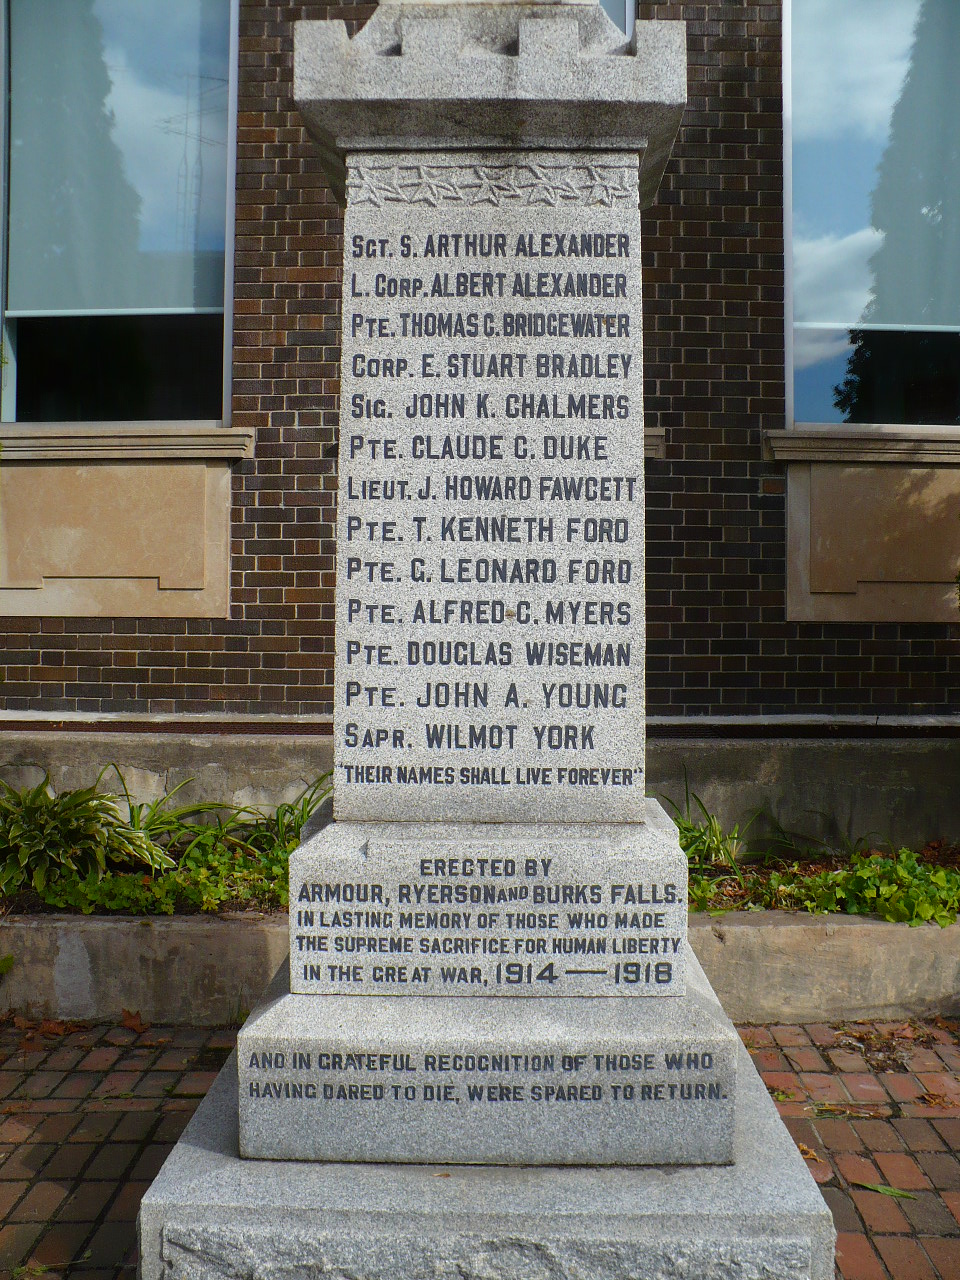 SGT. S. ARTHUR ALEXANDER
L. CORP. ALBERT ALEXANDER
PTE. THOMAS C. BRIDGEWATER
CORP. E. STUART BRADLEY
SIG. JOHN K. CHALMERS
PTE. CLAUDE C. DUKE
LIEUT. J. HOWARD FAWCETT
PTE. T. KENNETH FORD
PTE. G. LEONARD FORD
PTE. ALFRED C. MYERS
PTE. DOUGLAS WISEMAN
PTE. JOHN A. YOUNG
SAPR. WILMOT YORK
"THEIR NAMES SHALL LIVE FOREVER"
ERECTED BY
ARMOUR, RYERSON AND BURKS FALLS.
IN LASTING MEMORY OF THOSE WHO MADE
THE SUPREME SACRIFICE FOR HUMAN LIBERTY
IN THE GREAT WAR, 1914 — 1918
AND IN GRATEFUL RECOGNITION OF THOSE WHO
HAVING DARED TO DIE, WERE SPARED TO RETURN.